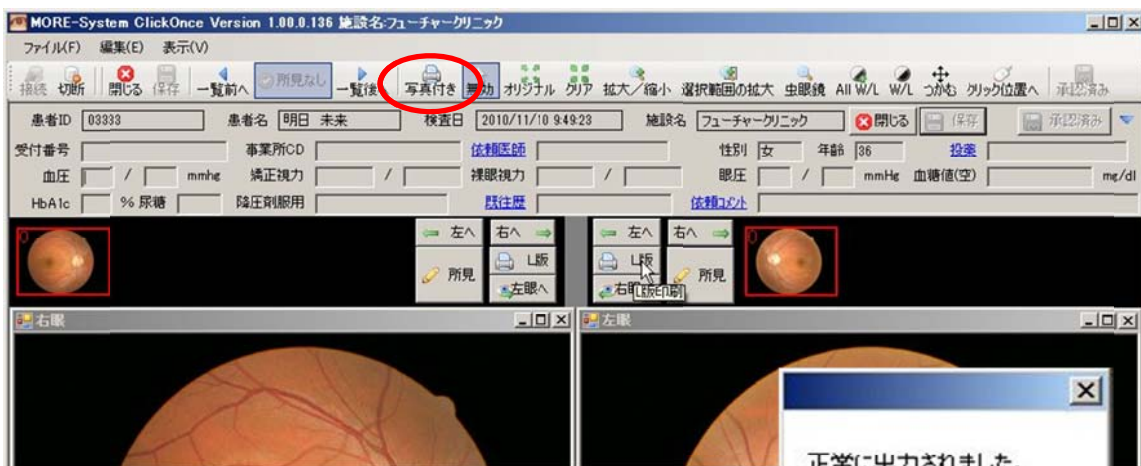 MORE-System ClickOnce Version 1.00.0.136 施設名:フューチャークリニック
ファイル(F) 編集(E) 表示(V)
接続 切断 閉じる 保存 一覧前へ 所見なし 一覧後へ 写真付き 無効 オリジナル クリア 拡大/縮小 選択範囲の拡大 虫眼鏡 All W/L W/L つかむ クリック位置へ 承認済み
患者ID 03333 患者名 明日 未来 検査日 2010/11/10 9:49:23 施設名 フューチャークリニック 閉じる 保存 承認済み
受付番号 事業所CD 依頼医師 性別 女 年齢 36 投薬
血圧 / mmhg 矯正視力 / 裸眼視力 / 眼圧 / mmHg 血糖値(空) mg/dl
HbA1c % 尿糖 降圧剤服用 既往歴 依頼コメント
左へ 右へ 左へ 右へ
所見 L版 L版 所見
左眼へ 右眼 L版印刷
右眼 左眼
正常に出力されました。